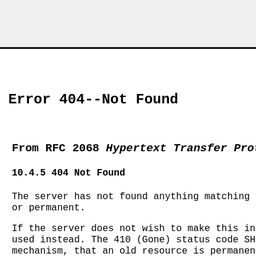 Error 404--Not Found
From RFC 2068 Hypertext Transfer
10.4.5 404 Not Found
The server has not found anything matching
or permanent.
If the server does not wish to make this
used instead. The 410 (Gone) status code
mechanism, that an old resource is